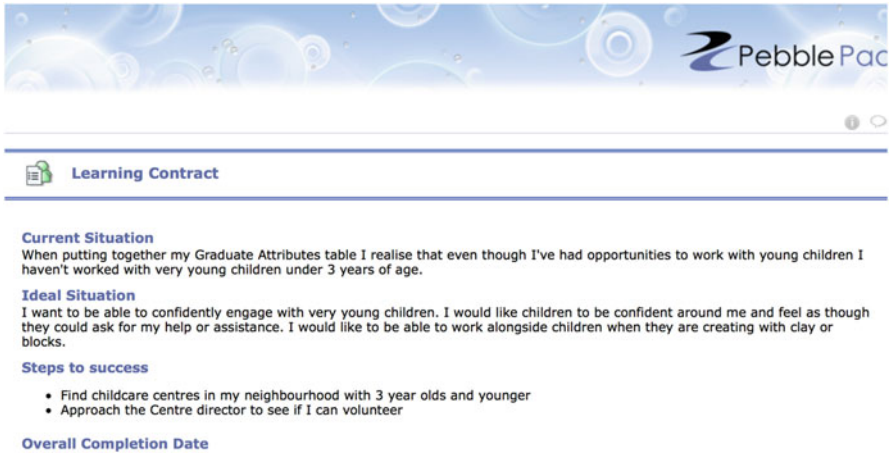 Pebble Pac
Learning Contract
Current Situation
When putting together my Graduate Attributes table I realise that even though I've had opportunities to work with young children I
haven't worked with very young children under 3 years of age.
Ideal Situation
I want to be able to confidently engage with very young children. I would like children to be confident around me and feel as though
they could ask for my help or assistance. I would like to be able to work alongside children when they are creating with clay or
blocks.
Steps to success
• Find childcare centres in my neighbourhood with 3 year olds and younger
• Approach the Centre director to see if I can volunteer
Overall Completion Date